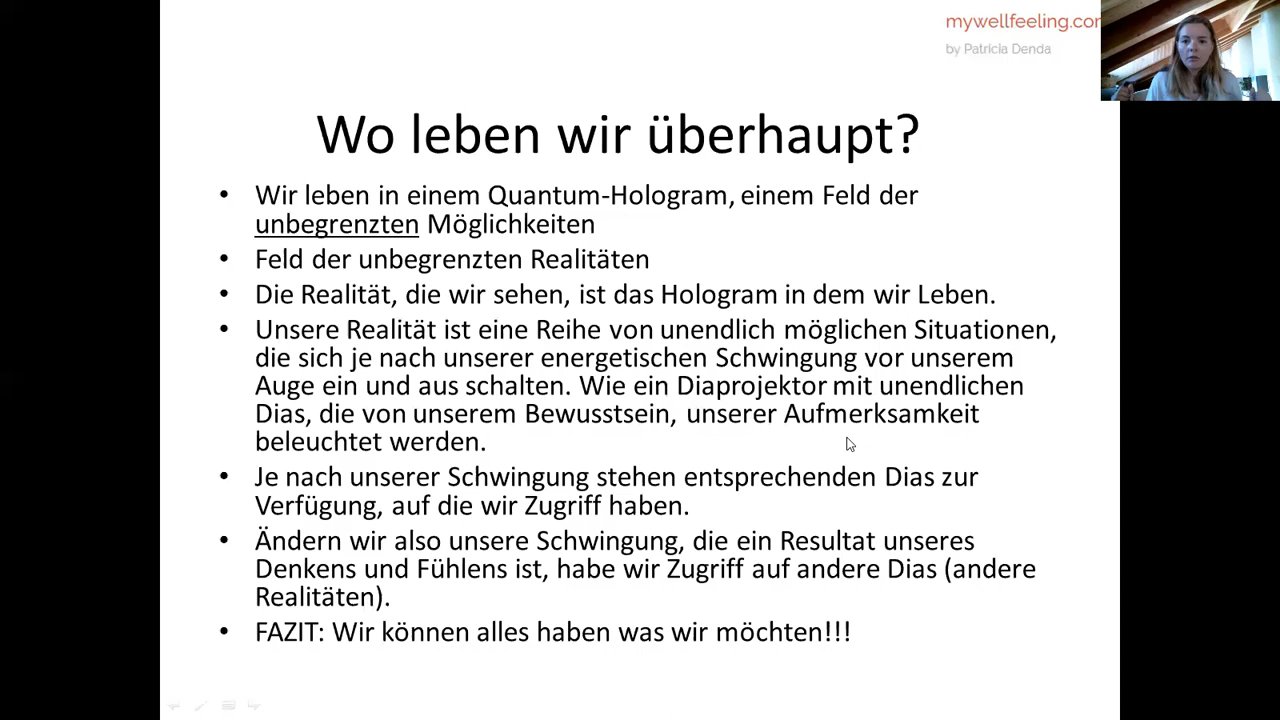 mywellfeeling.com
by Patricia Denda
Wo leben wir überhaupt?
• Wir leben in einem Quantum-Hologram, einem Feld der
unbegrenzten Möglichkeiten
• Feld der unbegrenzten Realitäten
• Die Realität, die wir sehen, ist das Hologram in dem wir Leben.
• Unsere Realität ist eine Reihe von unendlich möglichen Situationen,
die sich je nach unserer energetischen Schwingung vor unserem
Auge ein und aus schalten. Wie ein Diaprojektor mit unendlichen
Dias, die von unserem Bewusstsein, unserer Aufmerksamkeit
beleuchtet werden.
• Je nach unserer Schwingung stehen entsprechenden Dias zur
Verfügung, auf die wir Zugriff haben.
• Ändern wir also unsere Schwingung, die ein Resultat unseres
Denkens und Fühlens ist, habe wir Zugriff auf andere Dias (andere
Realitäten).
• FAZIT: Wir können alles haben was wir möchten!!!